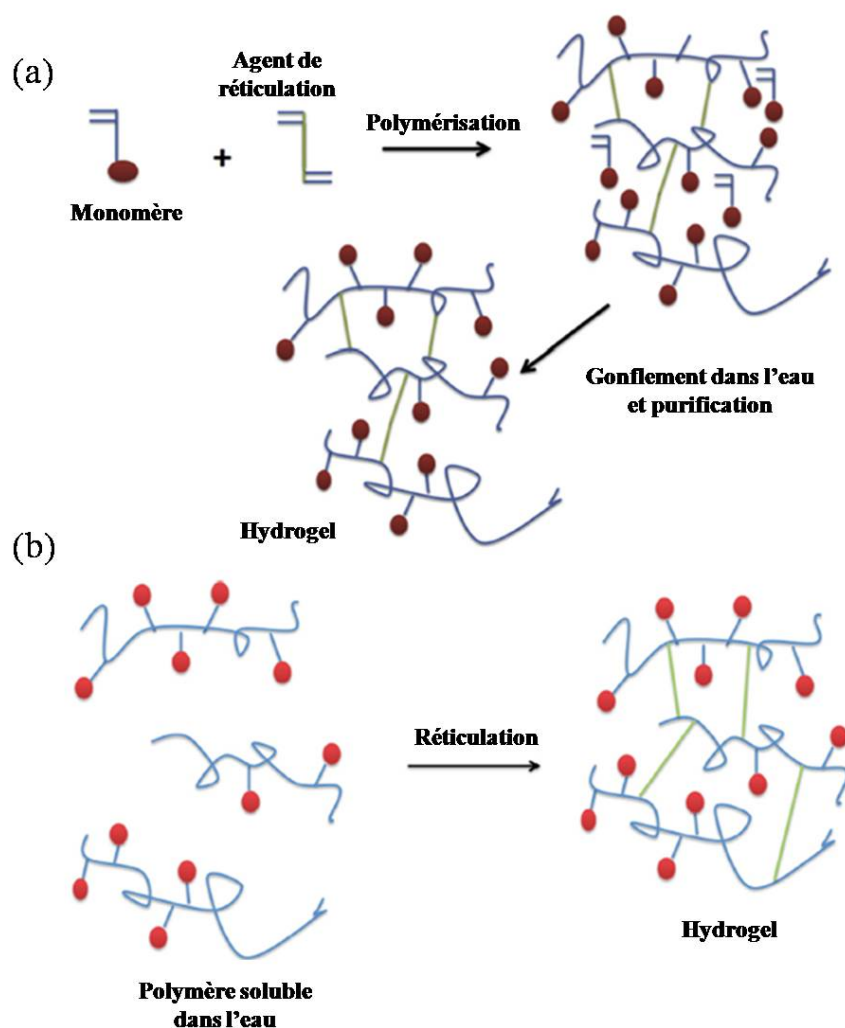 (a)
Agent de
réticulation
Polymérisation
+
Monomère
Gonflement dans l'eau
et purification
Hydrogel
(b)
Réticulation
Hydrogel
Polymère soluble
dans l'eau